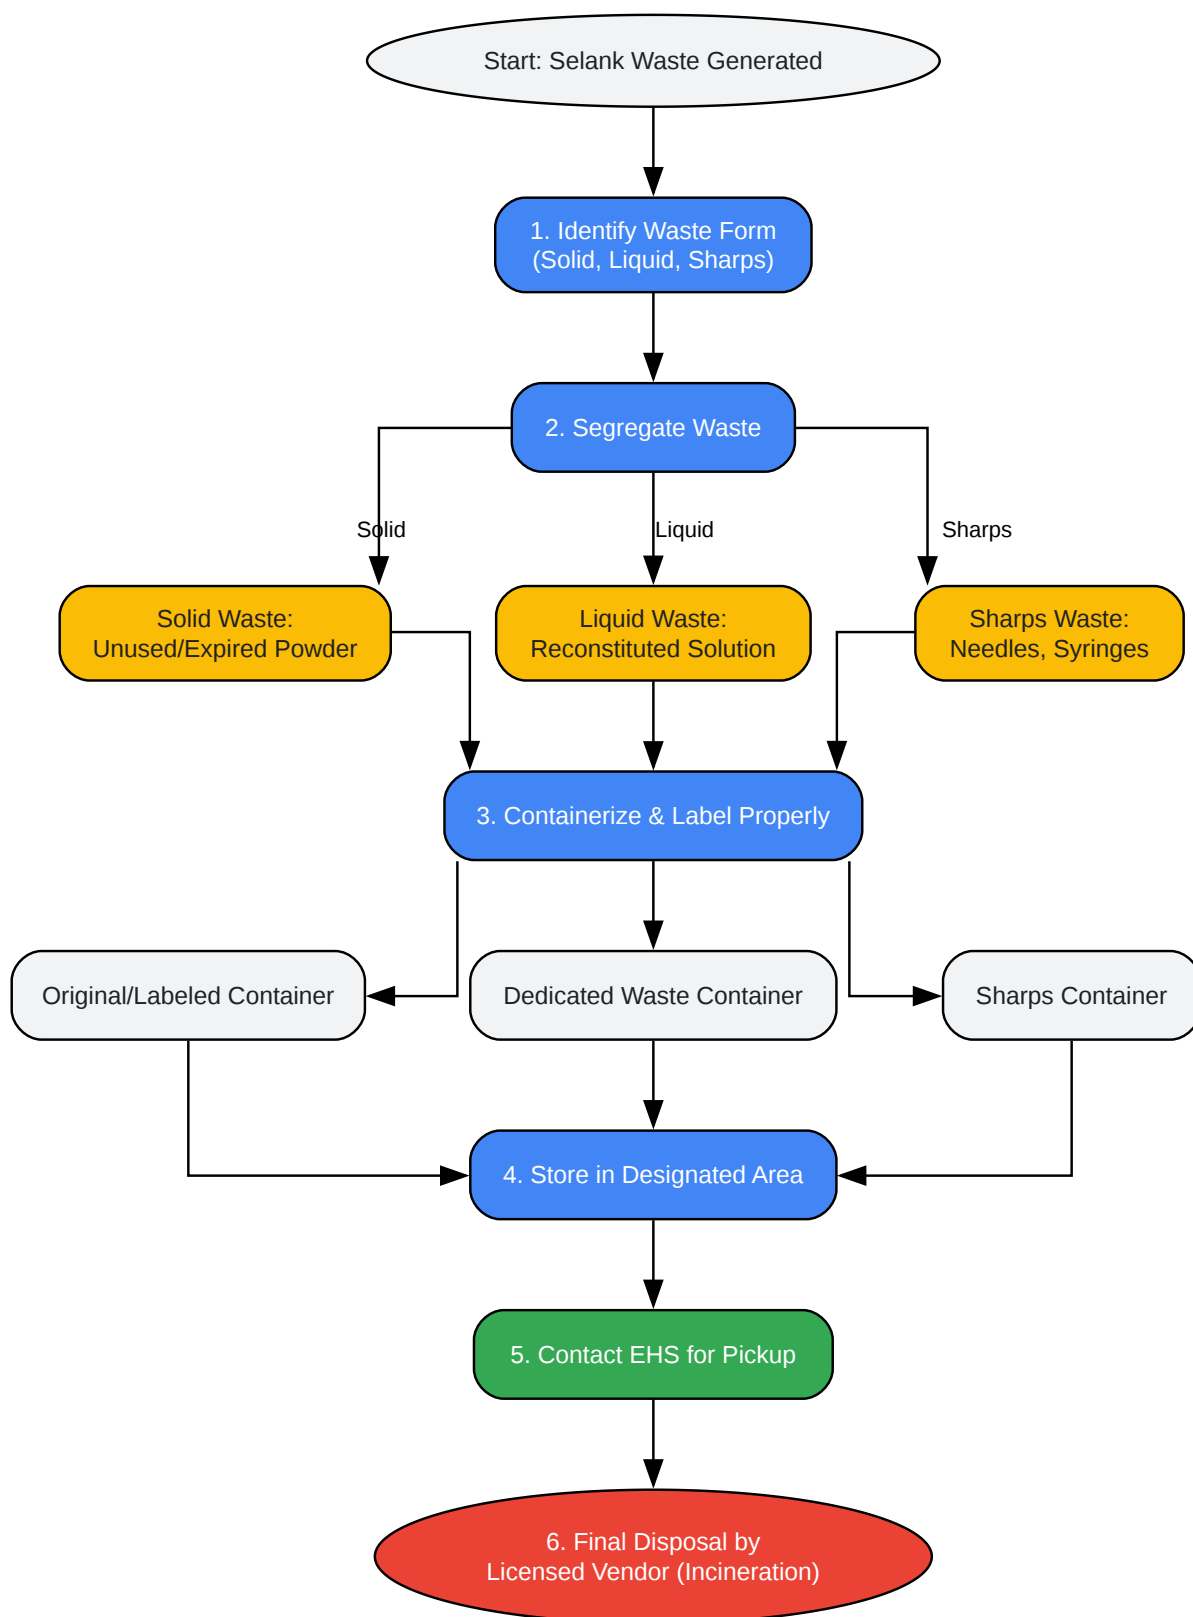 Start: Selank Waste Generated
1. Identify Waste Form
(Solid, Liquid, Sharps)
2. Segregate Waste
Solid
Liquid
Sharps
Solid Waste:
Unused/Expired Powder
Liquid Waste:
Reconstituted Solution
Sharps Waste:
Needles, Syringes
3. Containerize & Label Properly
Original/Labeled Container
Dedicated Waste Container
Sharps Container
4. Store in Designated Area
5. Contact EHS for Pickup
6. Final Disposal by
Licensed Vendor (Incineration)